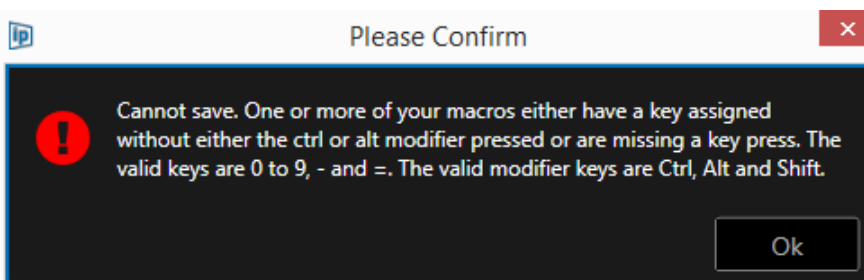 ip
Please Confirm
Cannot save. One or more of your macros either have a key assigned
without either the ctrl or alt modifier pressed or are missing a key press. The
valid keys are 0 to 9, - and =. The valid modifier keys are Ctrl, Alt and Shift.
Ok